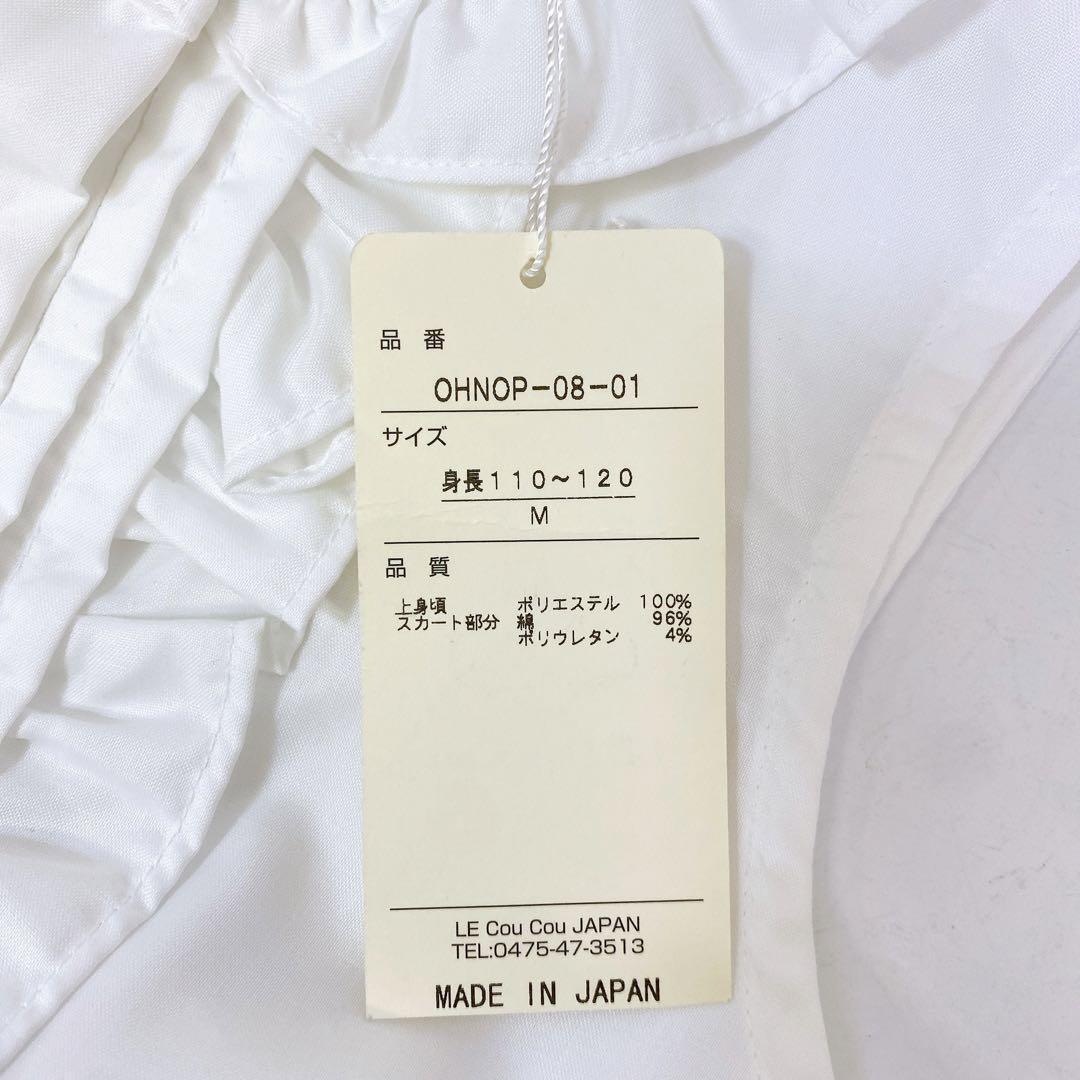 品番
OHNOP-08-01
サイズ
身長110～120
M
品質
上身頃 ポリエステル 100%
スカート部分 綿 96%
ポリウレタン 4%
LE Cou Cou JAPAN
TEL:0475-47-3513
MADE IN JAPAN